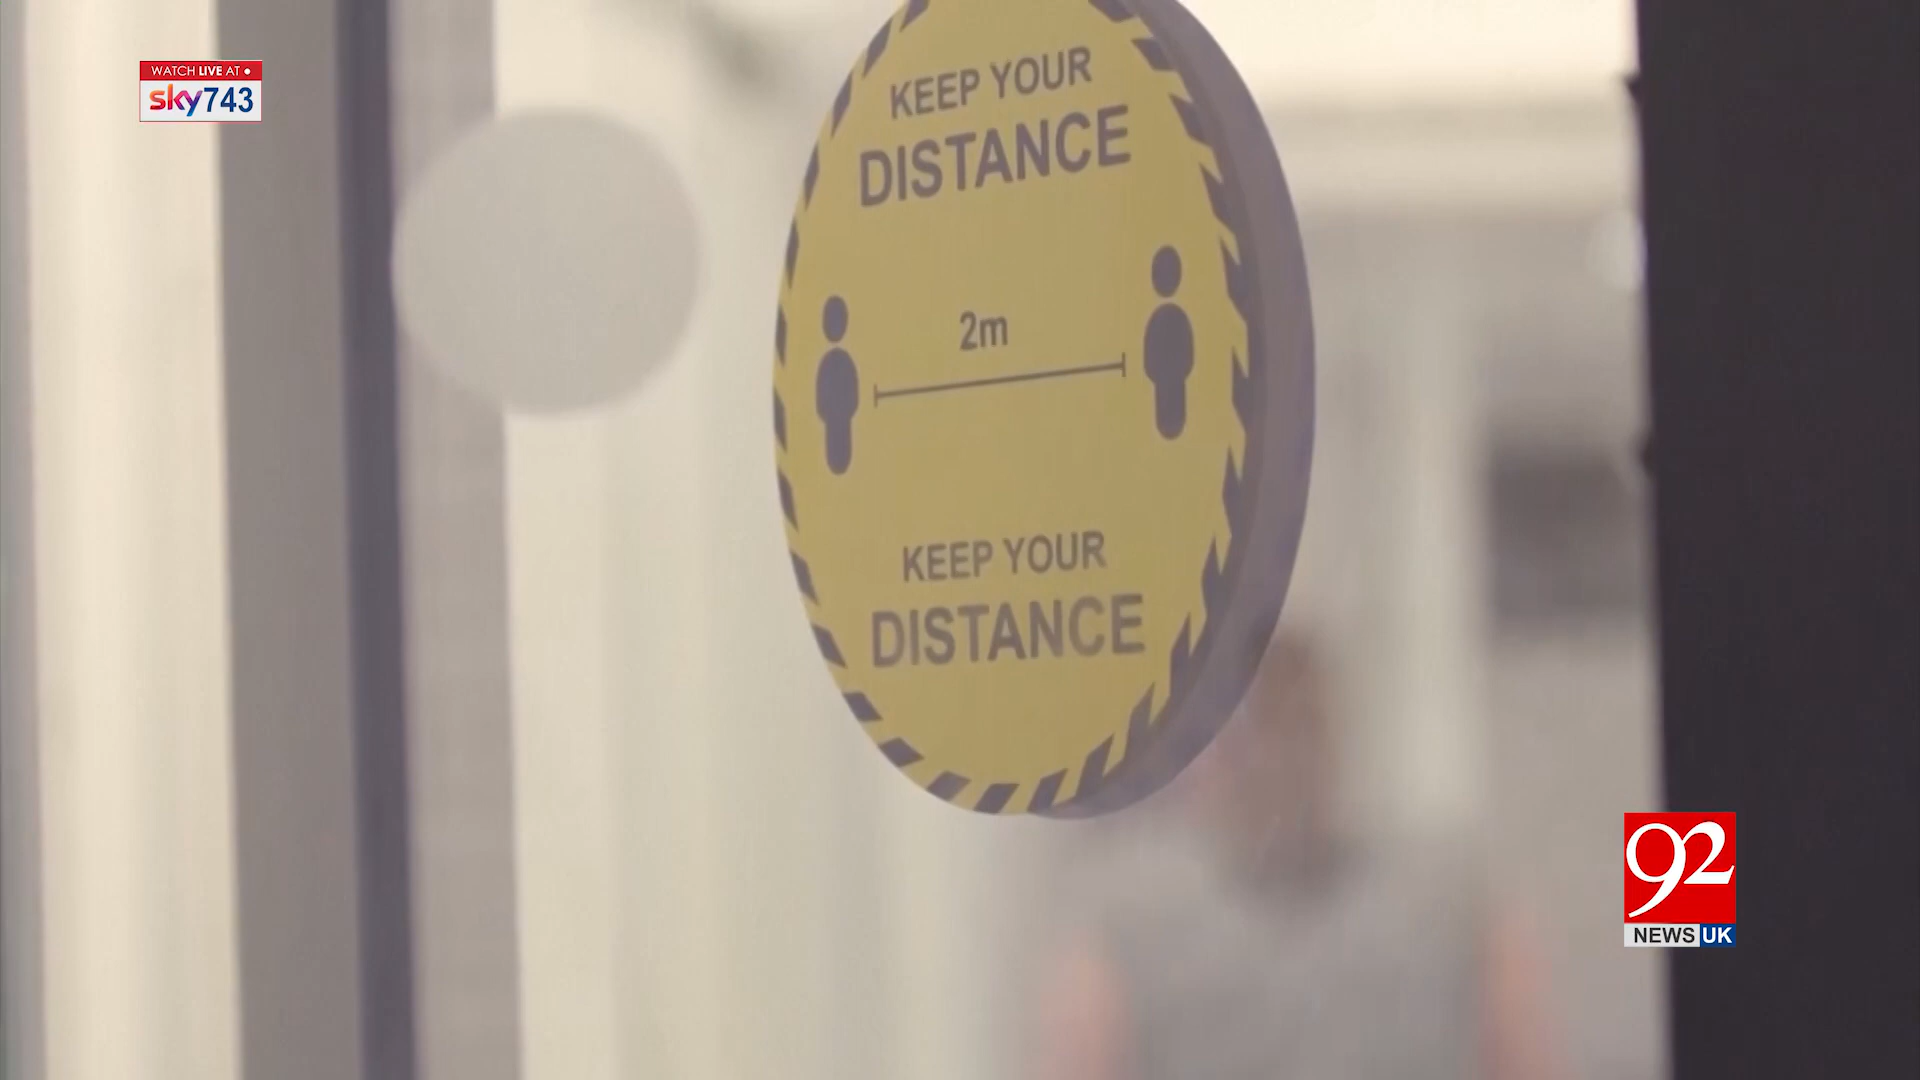 WATCH LIVE AT
sky743
KEEP YOUR
DISTANCE
2m
KEEP YOUR
DISTANCE
92
NEWS UK